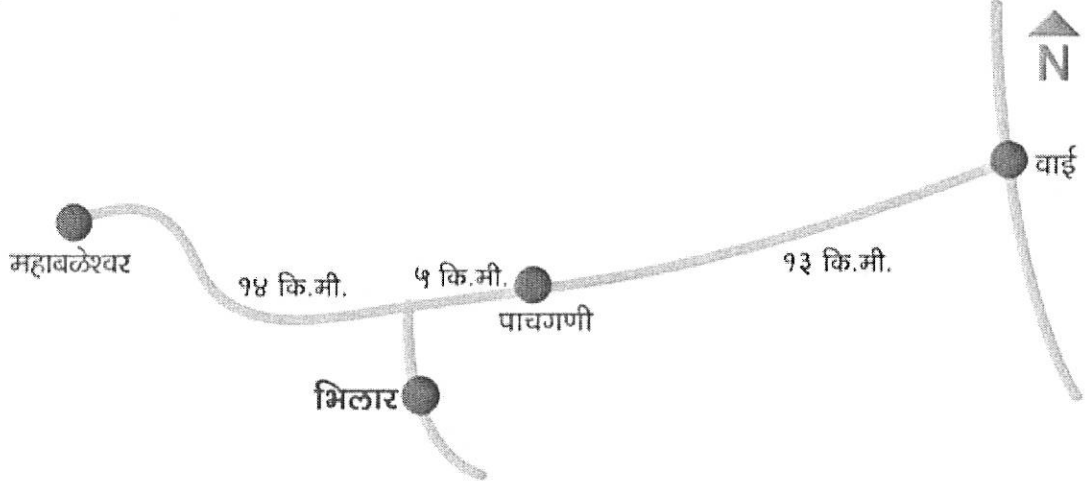 N
वाई
महाबळेश्वर
१४ कि.मी.
५ कि.मी.
१३ कि.मी.
पाचगणी
भिलार